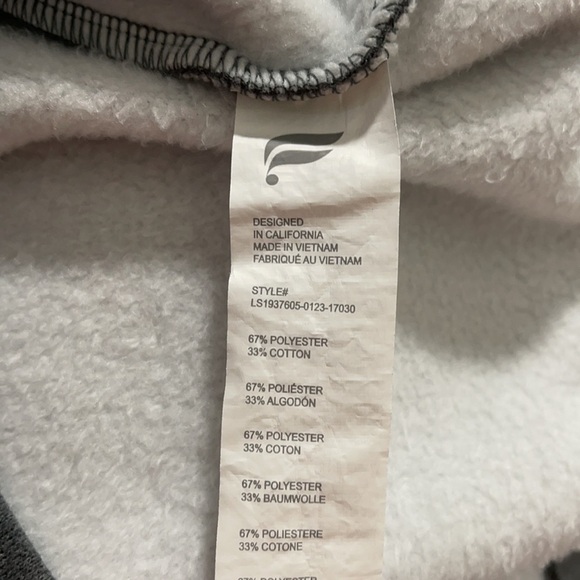 DESIGNED
IN CALIFORNIA
MADE IN VIETNAM
FABRIQUÉ AU VIETNAM
STYLE#
LS1937605-0123-17030
67% POLYESTER
33% COTTON
67% POLIÉSTER
33% ALGODÓN
67% POLYESTER
33% COTON
67% POLYESTER
33% BAUMWOLLE
67% POLIESTERE
33% COTONE